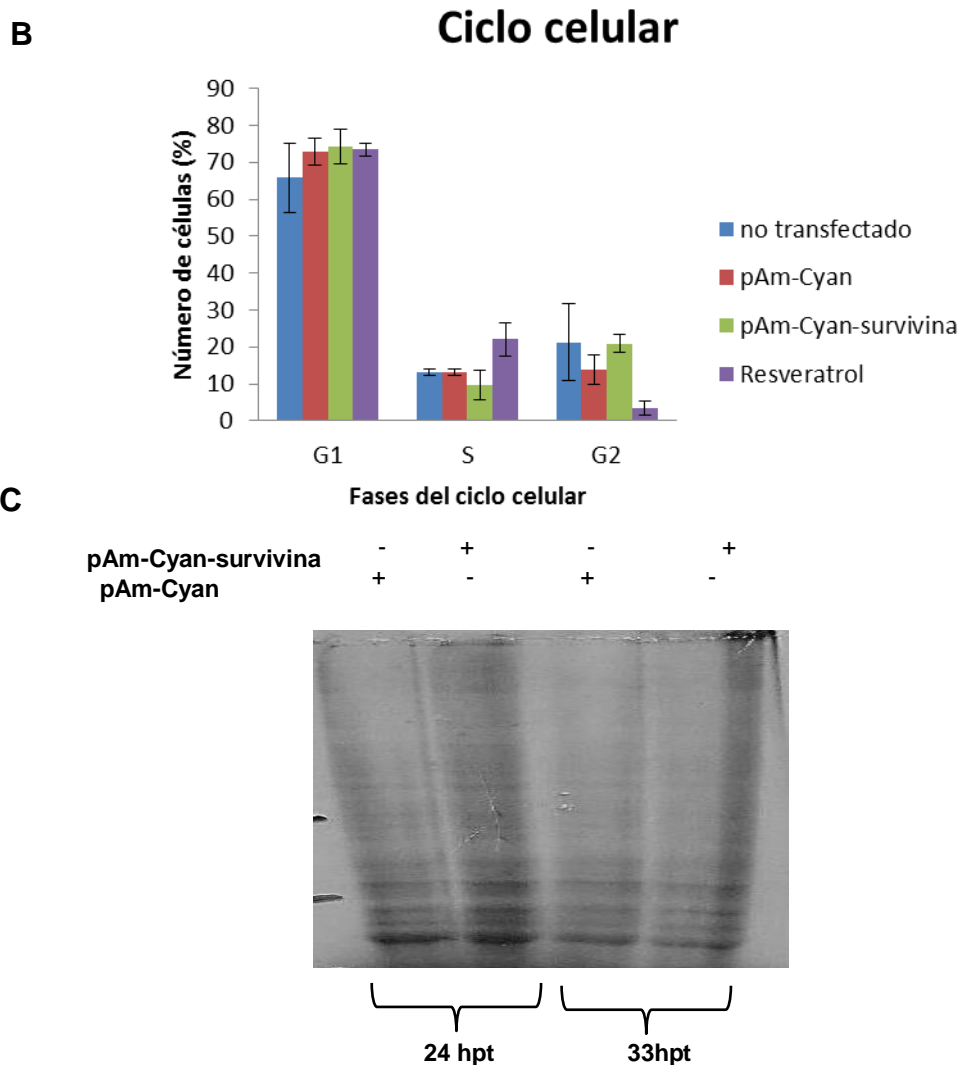 B
Ciclo celular
Número de células (%)
90
80
70
60
50
40
30
20
10
0
G1 S G2
Fases del ciclo celular
no transfectado
pAm-Cyan
pAm-Cyan-survivina
Resveratrol
C
pAm-Cyan-survivina - + - +
pAm-Cyan + - + -
24 hpt 33hpt